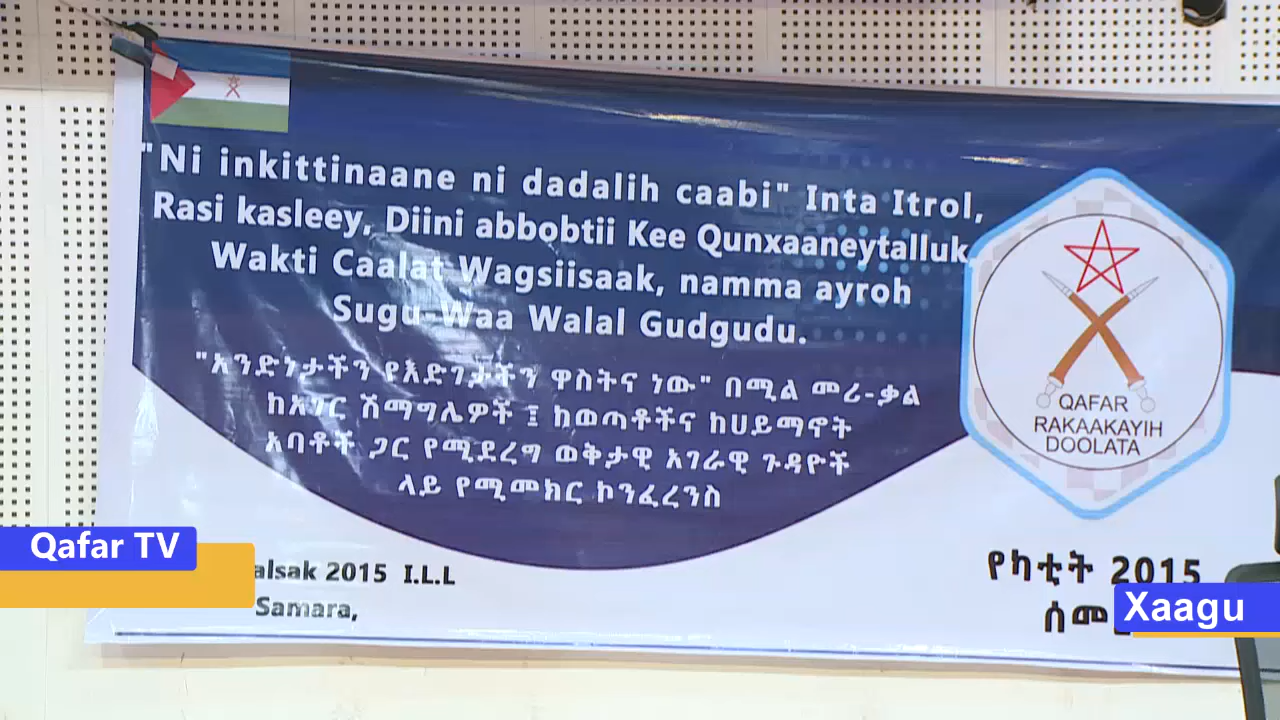 "Ni inkittinaane ni dadalih caabi" Inta Itrol,
Rasi kasleey, Diini abbobtii Kee Qunxaaneytalluk,
Wakti Caalat Wagsiisaak, namma ayroh
Sugu-Waa Walal Gudgudu.
"አንድነታችን የእድገታችን ዋስትና ነው" በሚል መሪ-ቃል
ከአገር ሽማግሌዎች ፤ ከወጣቶችና ከሀይማኖት
አባቶች ጋር የሚደረግ ወቅታዊ አገራዊ ጉዳዮች
ላይ የሚመክር ኮንፈረንስ
QAFAR
RAKAAKAYIH
DOOLATA
alsak 2015 I.L.L
Samara,
የካቲት 2015
ሰመ
Qafar TV
Xaagu